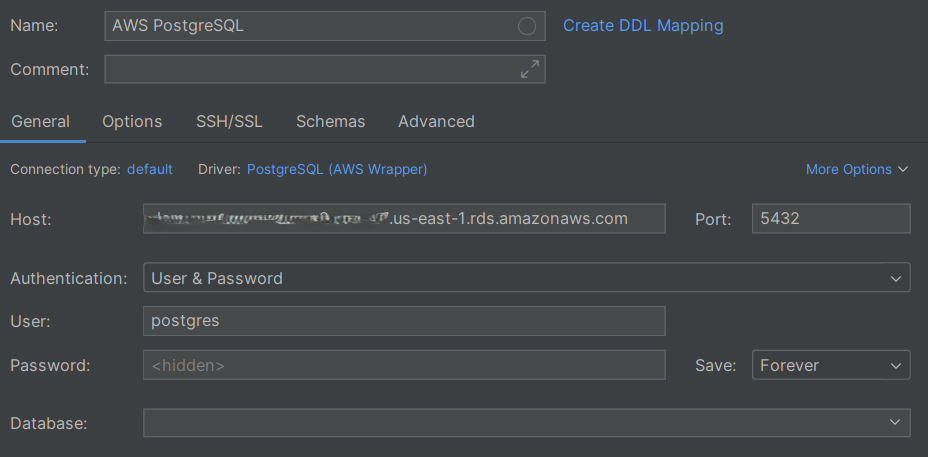 Name: AWS PostgreSQL Create DDL Mapping
Comment:
General Options SSH/SSL Schemas Advanced
Connection type: default Driver: PostgreSQL (AWS Wrapper) More Options
Host: .us-east-1.rds.amazonaws.com Port: 5432
Authentication: User & Password
User: postgres
Password: <hidden> Save: Forever
Database: